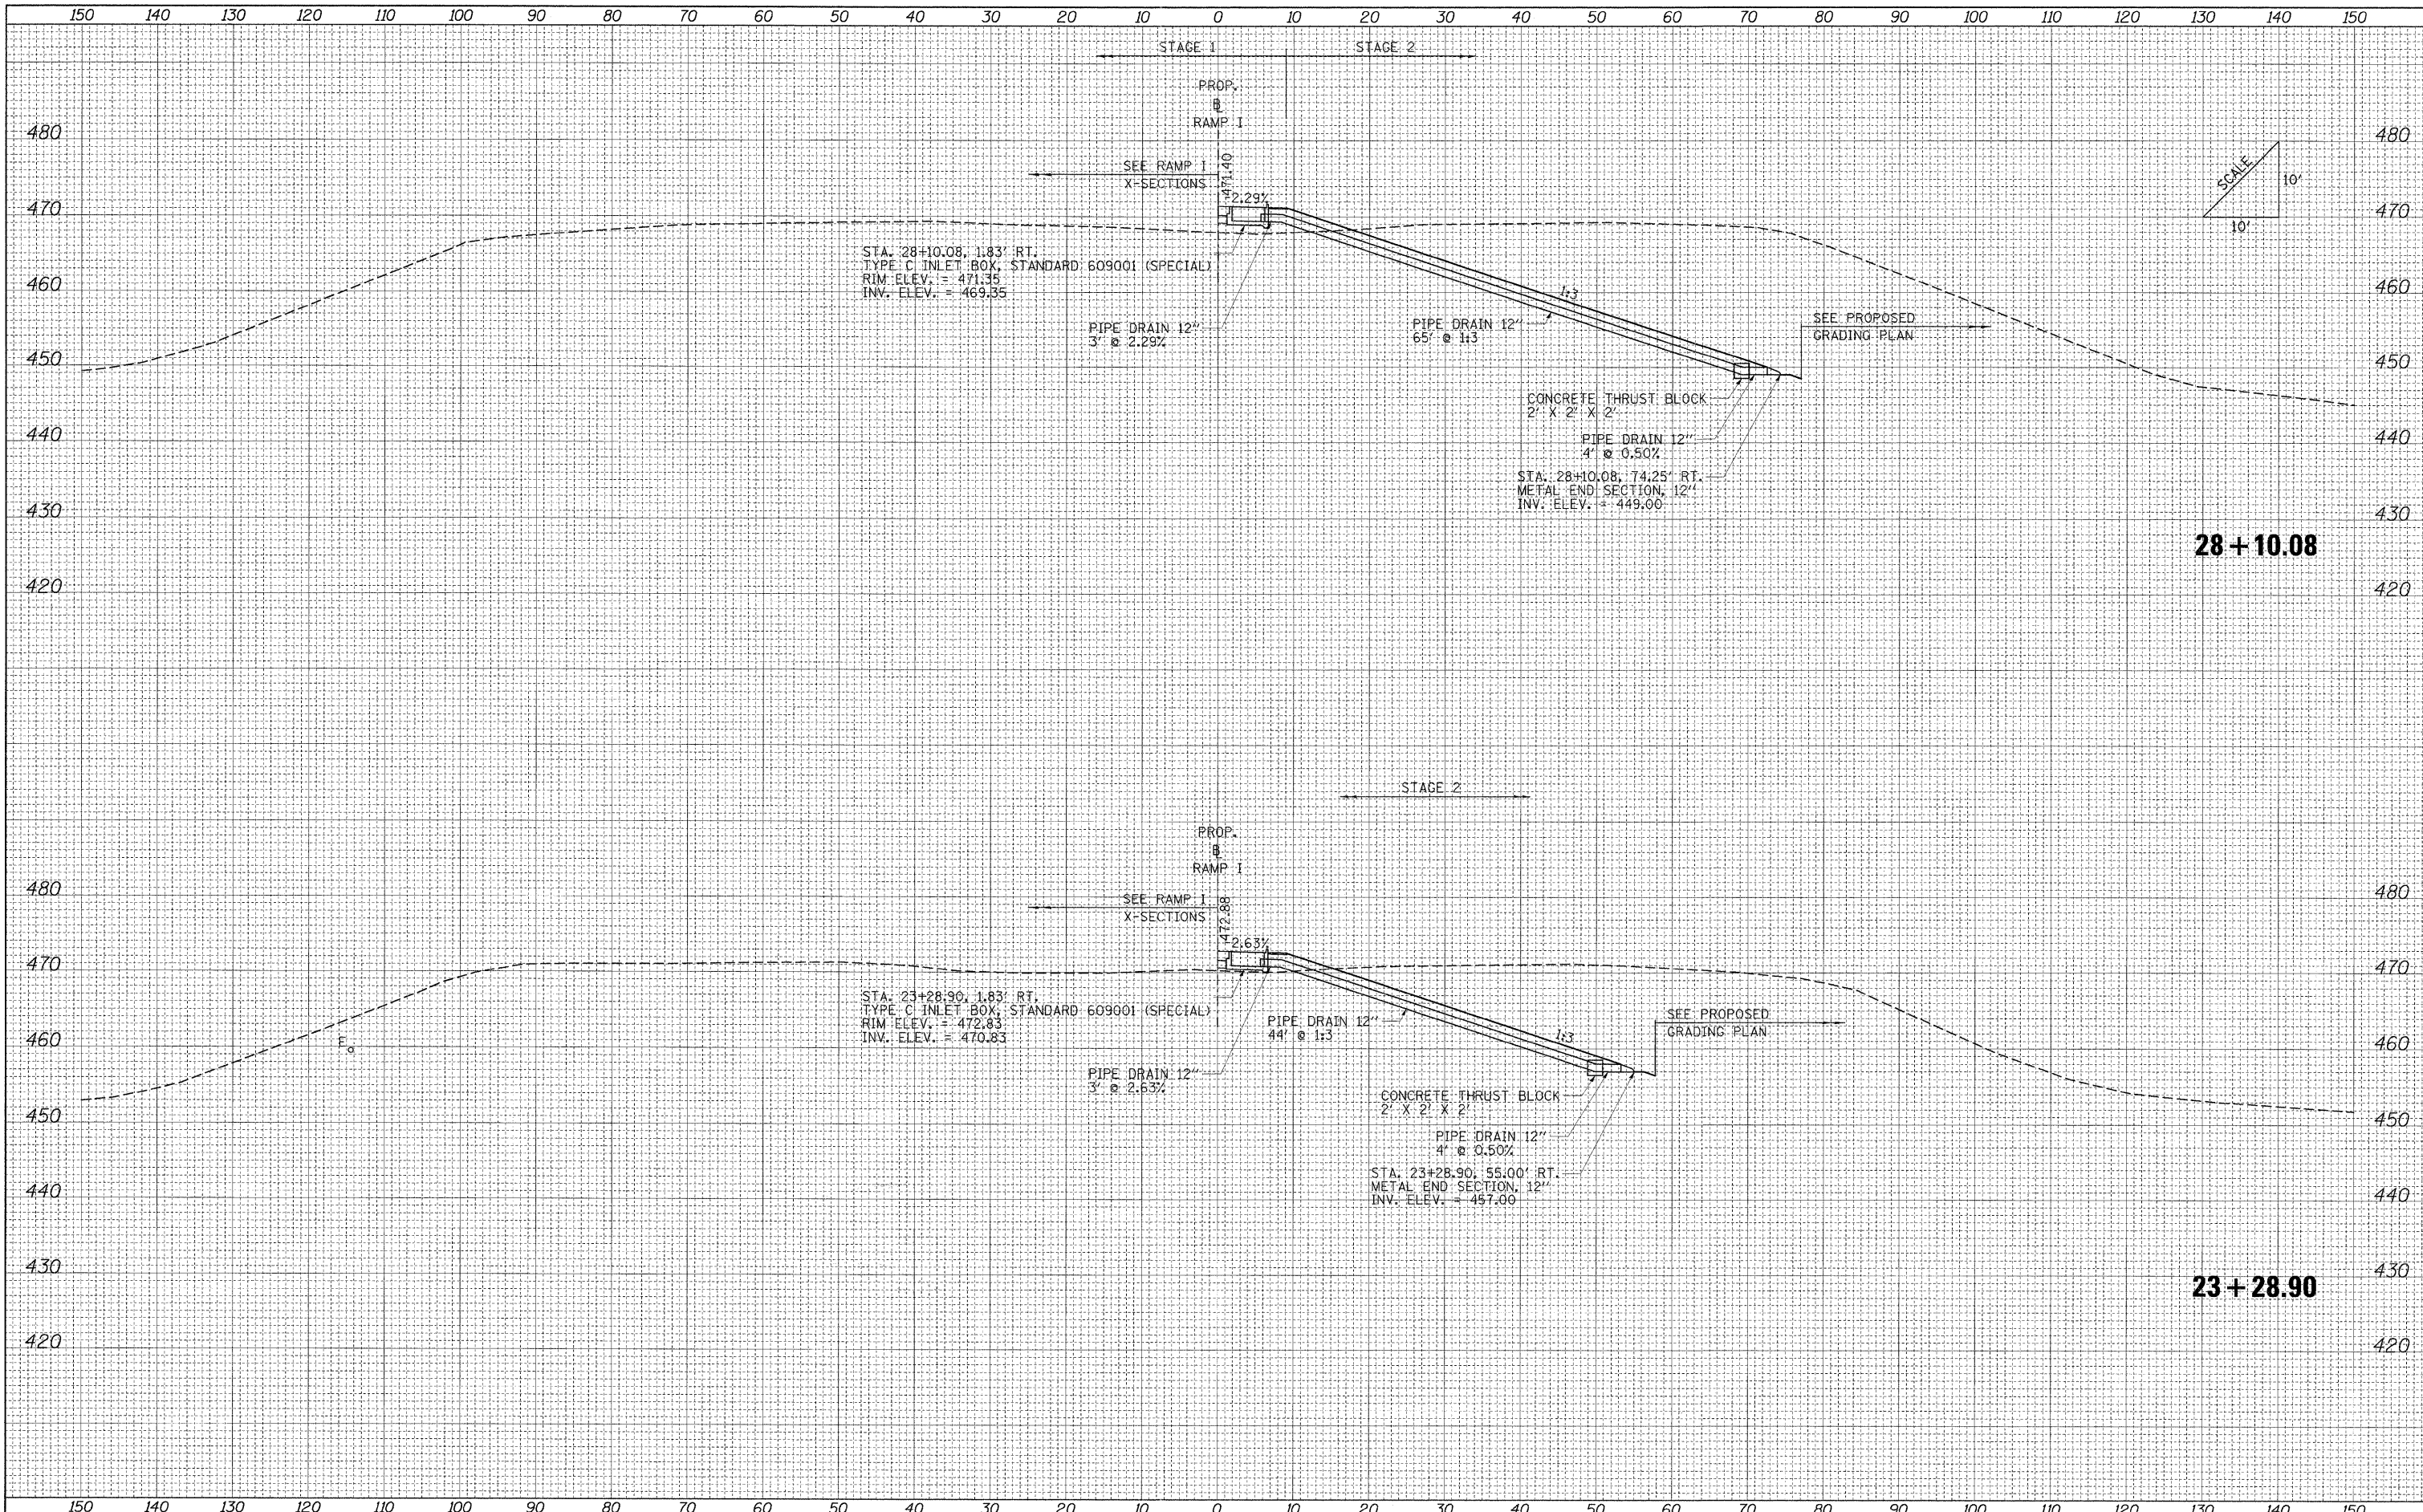 150 140 130 120 110 100 90 80 70 60 50 40 30 20 10 0 10 20 30 40 50 60 70 80 90 100 110 120 130 140 150
STAGE 1 STAGE 2
PROP.
B
RAMP I
480 480
SEE RAMP I
X-SECTIONS
471.40
SCALE
10'
10'
-2.29%
470 470
STA. 28+10.08, 1.83' RT.
TYPE C INLET BOX, STANDARD 609001 (SPECIAL)
RIM ELEV. = 471.35
INV. ELEV. = 469.35
460 460
1:3
PIPE DRAIN 12"
3' @ 2.29%
PIPE DRAIN 12"
65' @ 1:3
SEE PROPOSED
GRADING PLAN
450 450
CONCRETE THRUST BLOCK
2' X 2' X 2'
440 440
PIPE DRAIN 12"
4' @ 0.50%
STA. 28+10.08, 74.25' RT.
METAL END SECTION, 12"
INV. ELEV. = 449.00
430 430
28+10.08
420 420
STAGE 2
PROP.
B
RAMP I
480 480
SEE RAMP I
X-SECTIONS
472.88
-2.63%
470 470
STA. 23+28.90, 1.83' RT.
TYPE C INLET BOX, STANDARD 609001 (SPECIAL)
RIM ELEV. = 472.83
INV. ELEV. = 470.83
PIPE DRAIN 12"
44' @ 1:3
1:3
SEE PROPOSED
GRADING PLAN
460 460
E
PIPE DRAIN 12"
3' @ 2.63%
CONCRETE THRUST BLOCK
2' X 2' X 2'
450 450
PIPE DRAIN 12"
4' @ 0.50%
STA. 23+28.90, 55.00' RT.
METAL END SECTION, 12"
INV. ELEV. = 457.00
440 440
430 430
23+28.90
420 420
150 140 130 120 110 100 90 80 70 60 50 40 30 20 10 0 10 20 30 40 50 60 70 80 90 100 110 120 130 140 150